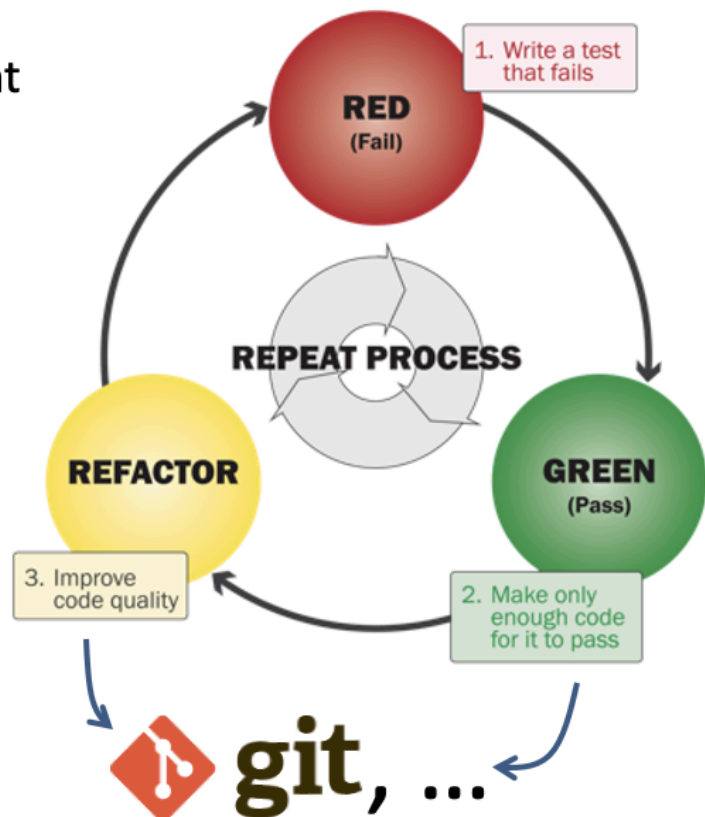 1. Write a test
that fails
RED
(Fail)
REPEAT PROCESS
REFACTOR
GREEN
(Pass)
3. Improve
code quality
2. Make only
enough code
for it to pass
git, ...